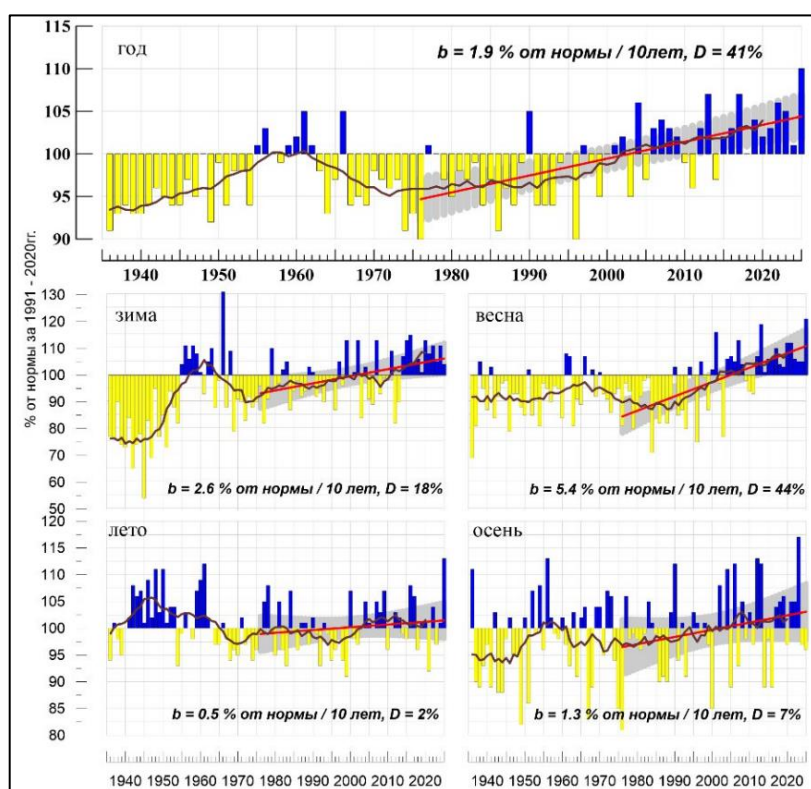 год
b = 1.9 % от нормы / 10лет, D = 41%
115
110
105
100
95
90
1940 1950 1960 1970 1980 1990 2000 2010 2020
% от нормы за 1991 - 2020гг.
зима
130
120
110
100
90
80
70
60
50
b = 2.6 % от нормы / 10 лет, D = 18%
весна
b = 5.4 % от нормы / 10 лет, D = 44%
лето
120
115
110
105
100
95
90
85
80
b = 0.5 % от нормы / 10 лет, D = 2%
осень
b = 1.3 % от нормы / 10 лет, D = 7%
1940 1950 1960 1970 1980 1990 2000 2010 2020
1940 1950 1960 1970 1980 1990 2000 2010 2020